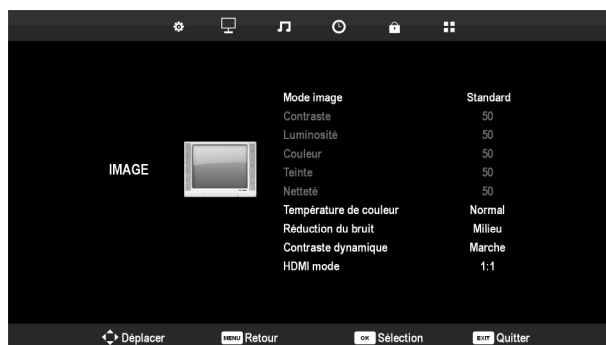 Mode image Standard
Contraste 50
Luminosité 50
Couleur 50
IMAGE
Teinte 50
Netteté 50
Température de couleur Normal
Réduction du bruit Milieu
Contraste dynamique Marche
HDMI mode 1:1
Déplacer MENU Retour OK Sélection EXIT Quitter